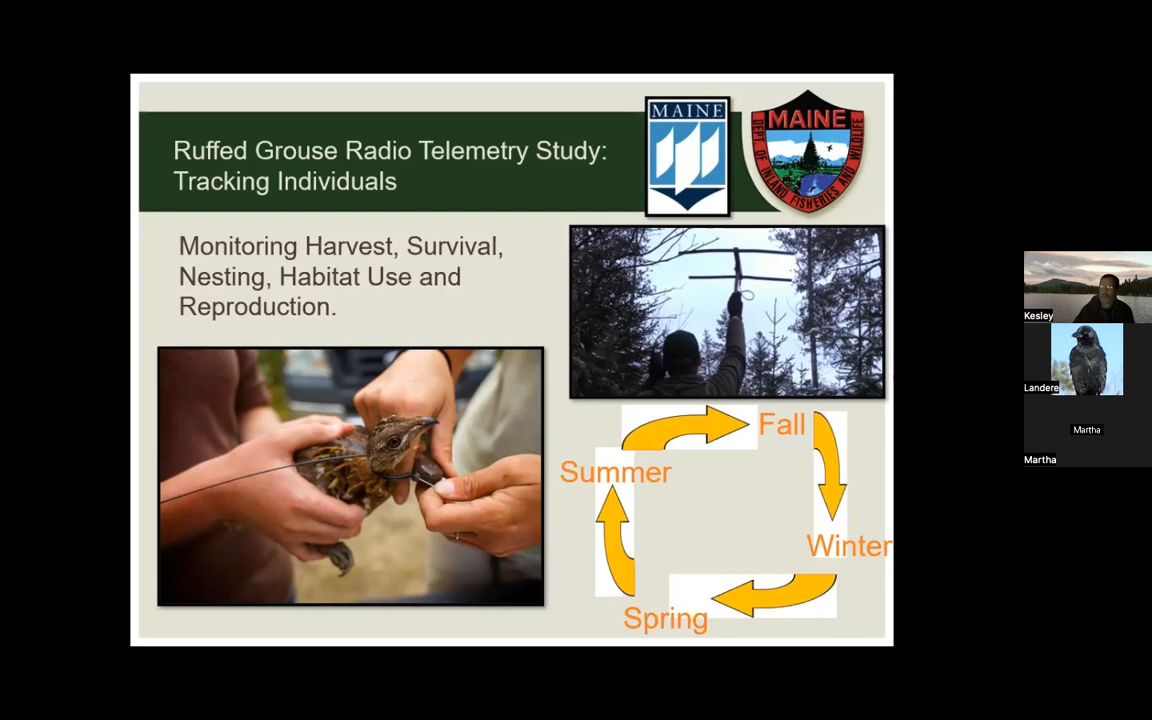 Ruffed Grouse Radio Telemetry Study:
Tracking Individuals
MAINE
MAINE
DEPT. OF INLAND FISHERIES AND WILDLIFE
Monitoring Harvest, Survival,
Nesting, Habitat Use and
Reproduction.
Fall
Summer
Winter
Spring
Kesley
Landere
Martha
Martha